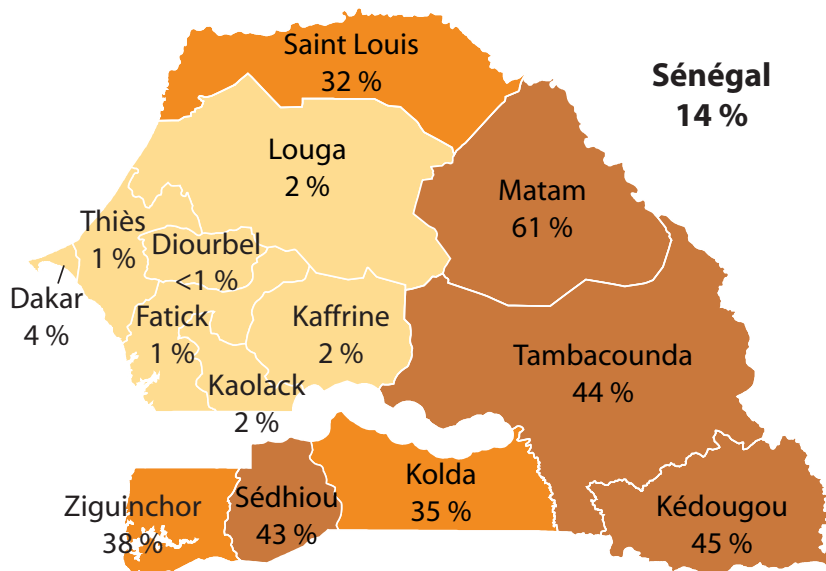 Saint Louis
32 %
Sénégal
14 %
Louga
2 %
Matam
61 %
Thiès
1 %
Diourbel
<1 %
Dakar
4 %
Fatick
1 %
Kaffrine
2 %
Tambacounda
44 %
Kaolack
2 %
Ziguinchor
38 %
Sédhiou
43 %
Kolda
35 %
Kédougou
45 %